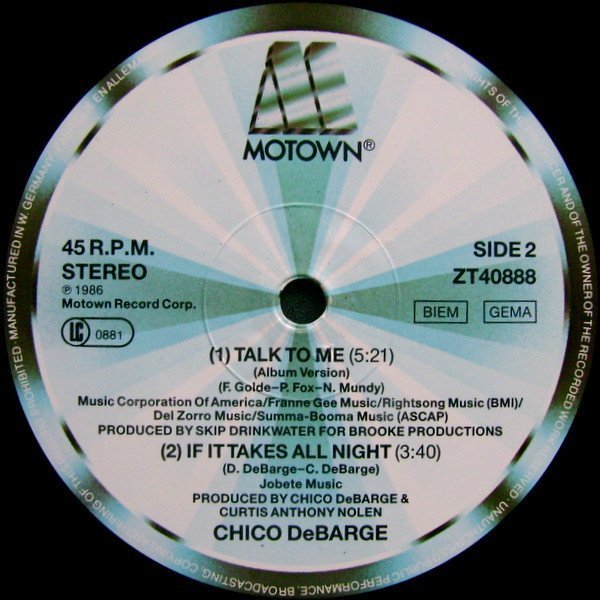 MOTOWN®
45 R.P.M.
STEREO
℗ 1986
Motown Record Corp.
LC 0881
SIDE 2
ZT40888
BIEM GEMA
(1) TALK TO ME (5:21)
(Album Version)
(F. Golde–P. Fox–N. Mundy)
Music Corporation Of America/Franne Gee Music/Rightsong Music (BMI)/
Del Zorro Music/Summa-Booma Music (ASCAP)
PRODUCED BY SKIP DRINKWATER FOR BROOKE PRODUCTIONS
(2) IF IT TAKES ALL NIGHT (3:40)
(D. DeBarge–C. DeBarge)
Jobete Music
PRODUCED BY CHICO DeBARGE &
CURTIS ANTHONY NOLEN
CHICO DeBARGE
OF THE PRODUCER AND OF THE OWNER OF THE RECORDED WORK RESERVED · PUBLIC PERFORMANCE, BROADCASTING, COPYING OF THIS PROHIBITED · MANUFACTURED IN W. GERMANY